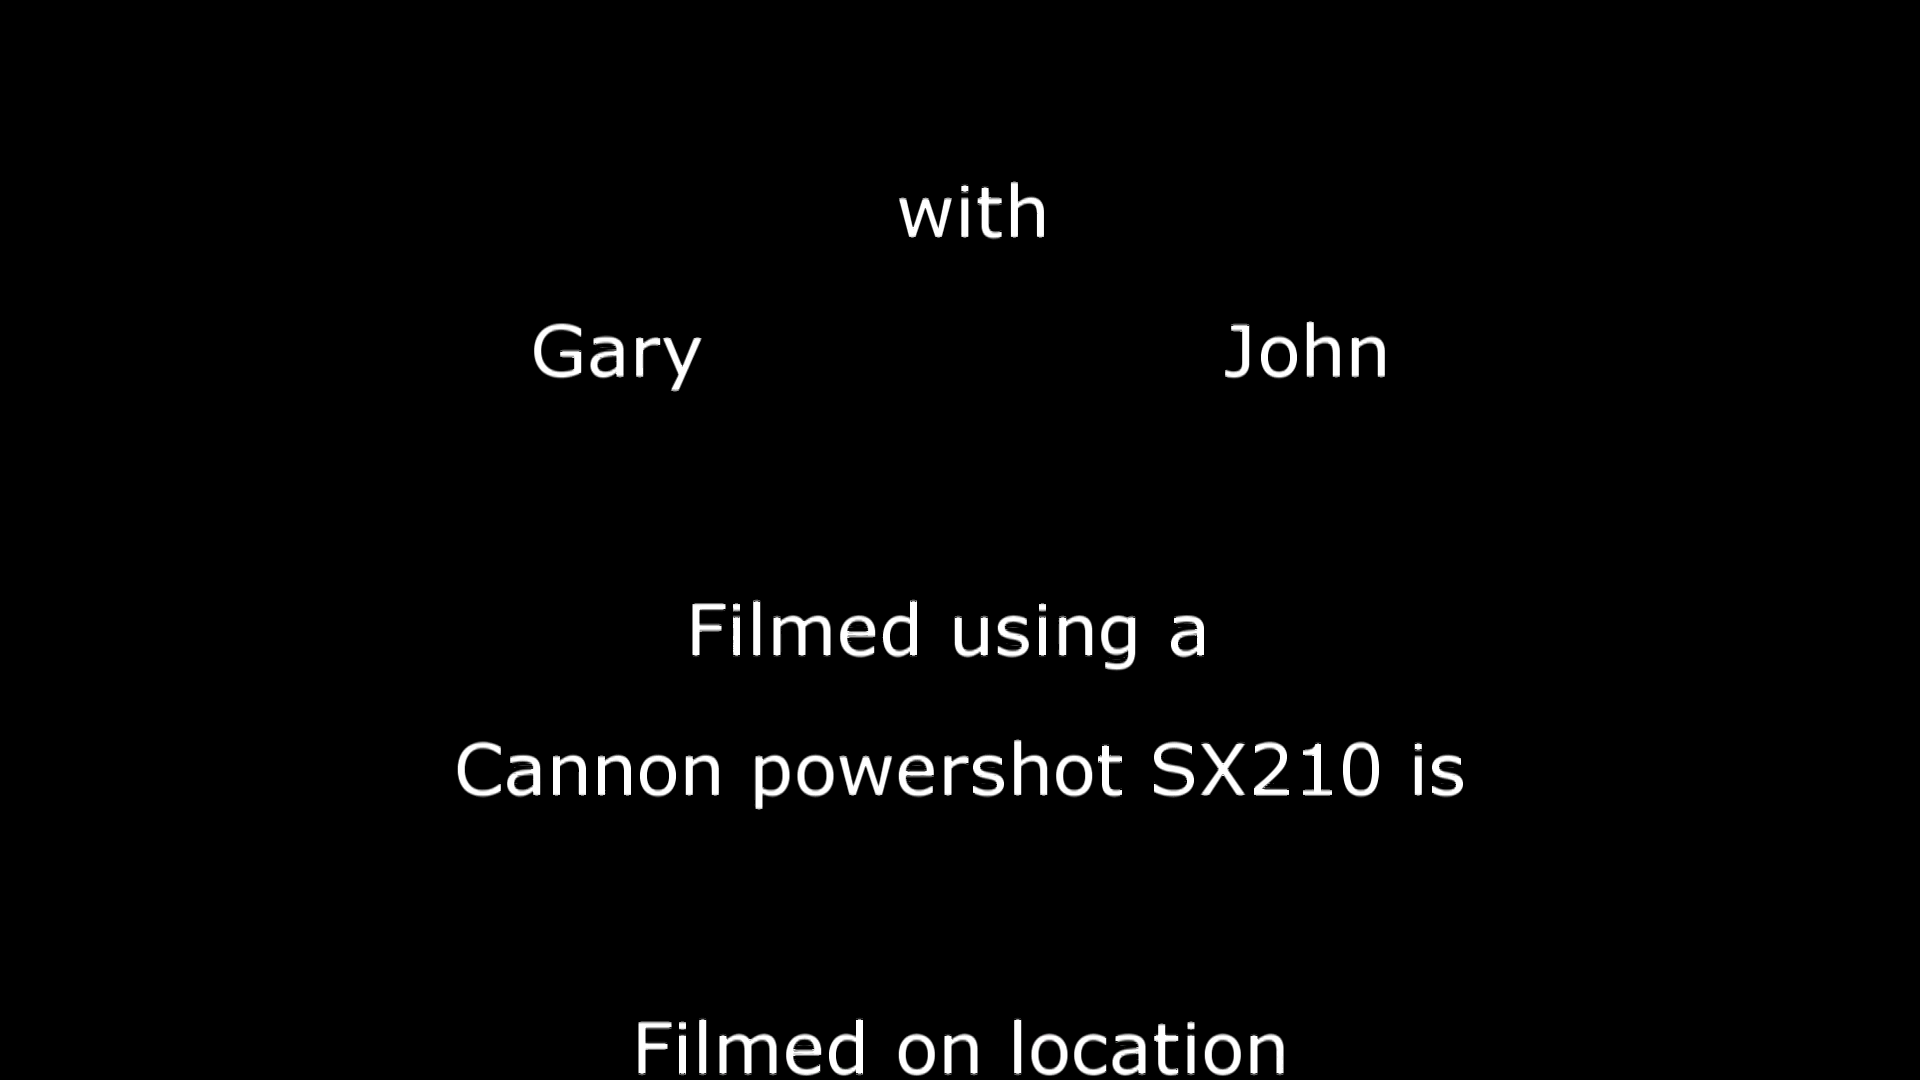 with
Gary John
Filmed using a
Cannon powershot SX210 is
Filmed on location